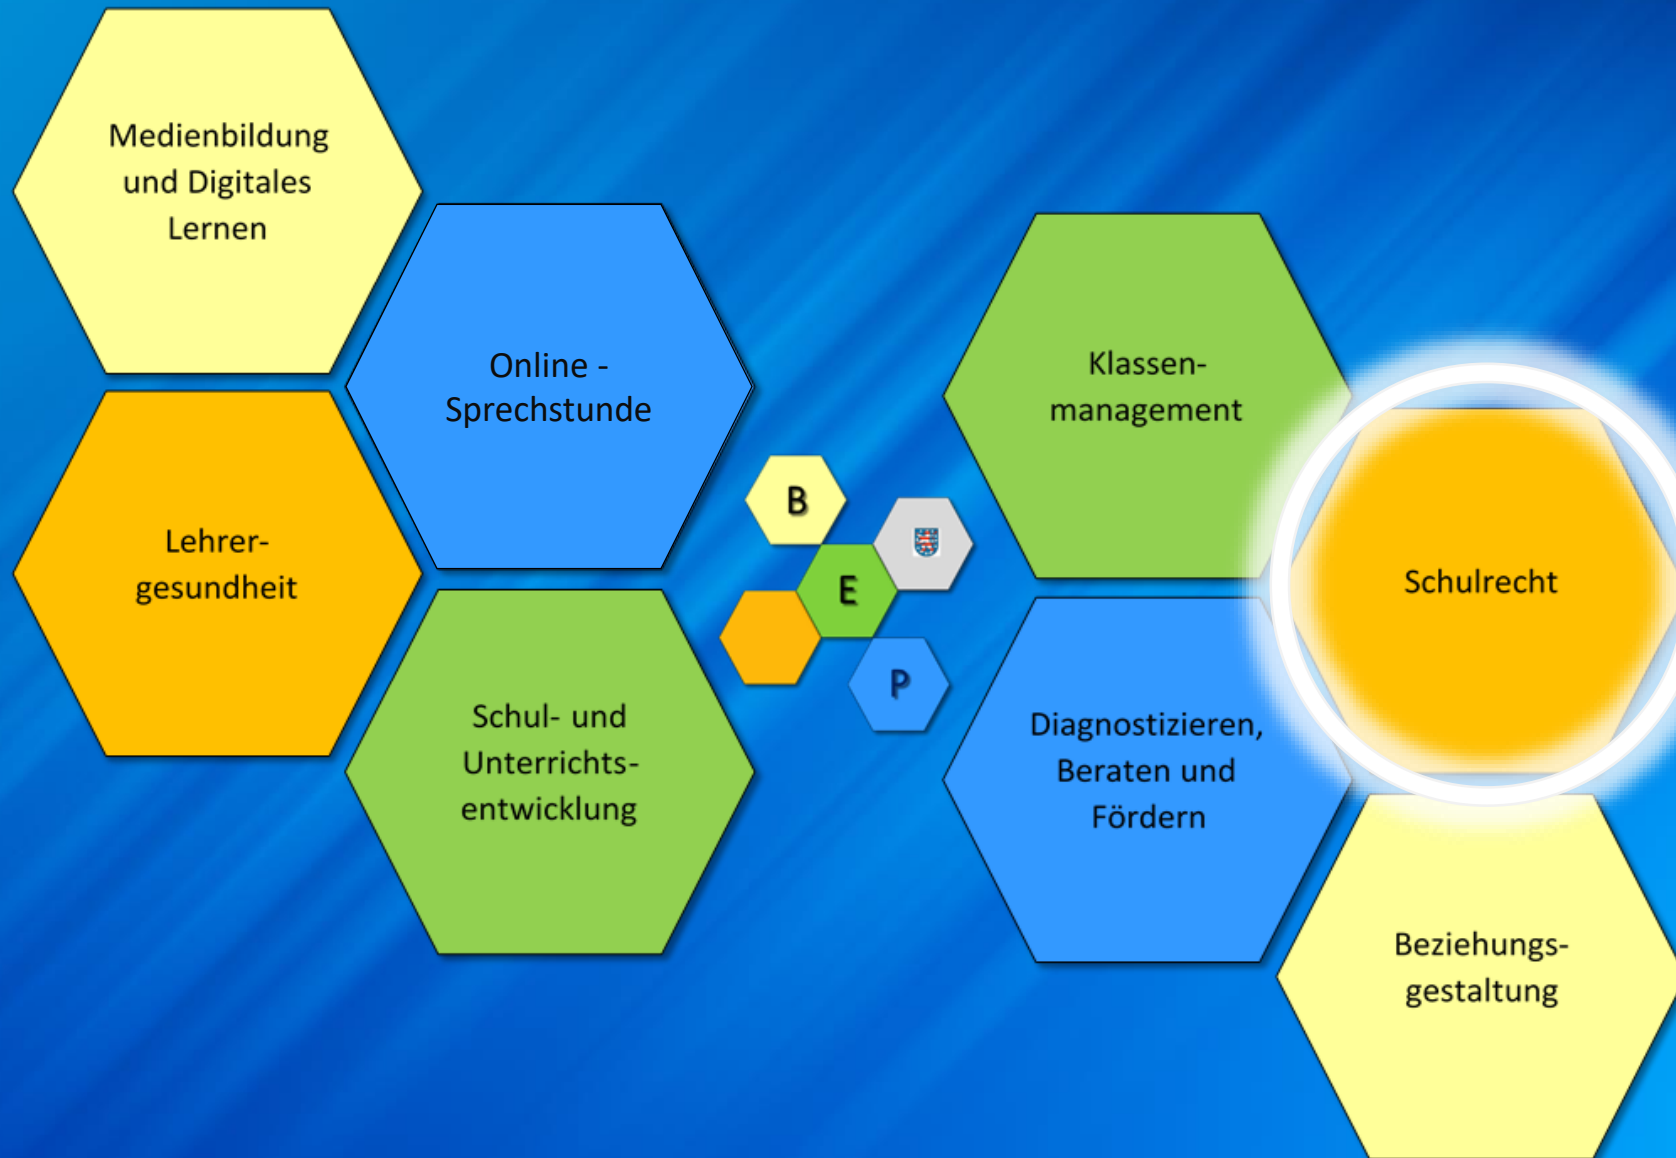 Medienbildung
und Digitales
Lernen
Online -
Sprechstunde
Lehrer-
gesundheit
Schul- und
Unterrichts-
entwicklung
B
E
P
Klassen-
management
Schulrecht
Diagnostizieren,
Beraten und
Fördern
Beziehungs-
gestaltung